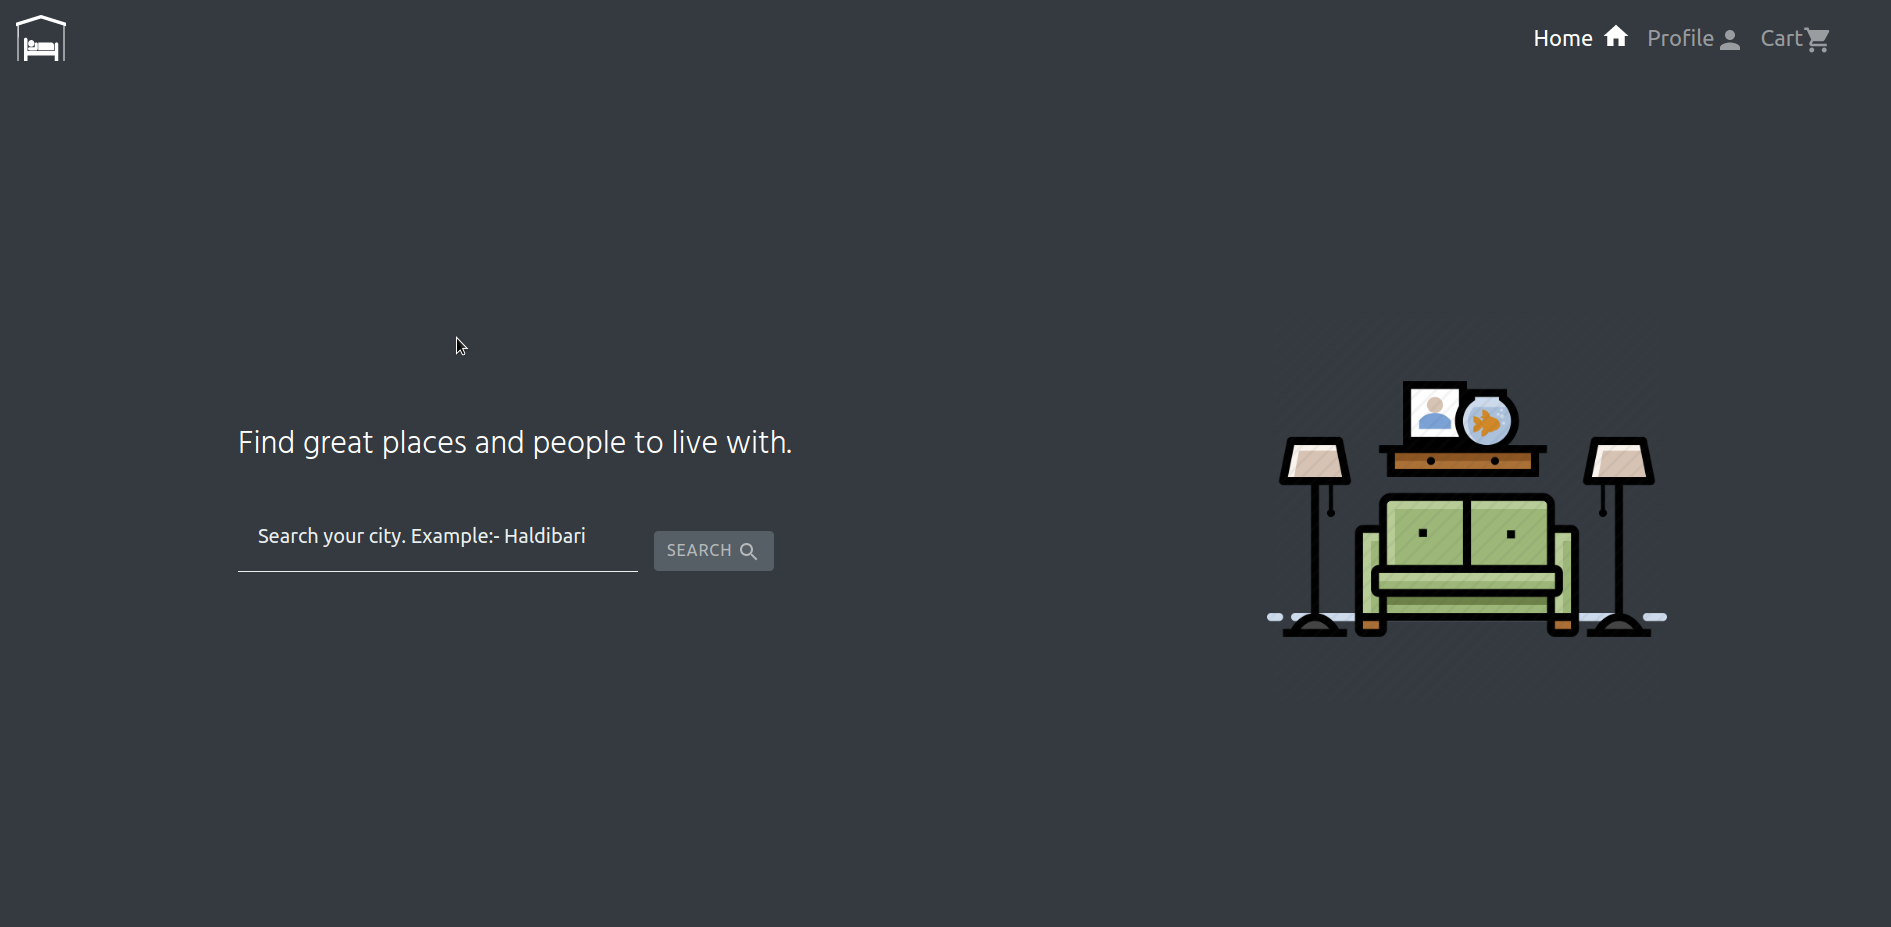 Home Profile Cart
Find great places and people to live with.
Search your city. Example:- Haldibari
SEARCH